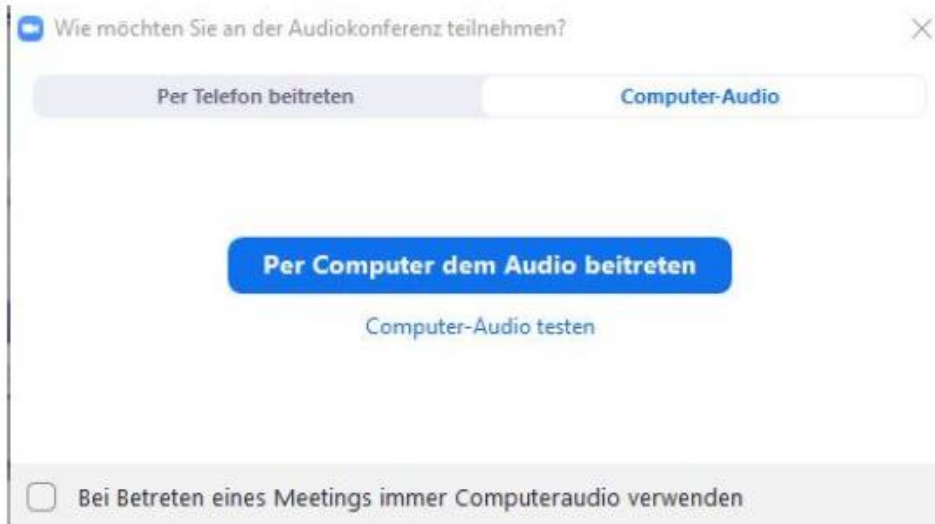 Wie möchten Sie an der Audiokonferenz teilnehmen?
Per Telefon beitreten
Computer-Audio
Per Computer dem Audio beitreten
Computer-Audio testen
Bei Betreten eines Meetings immer Computeraudio verwenden